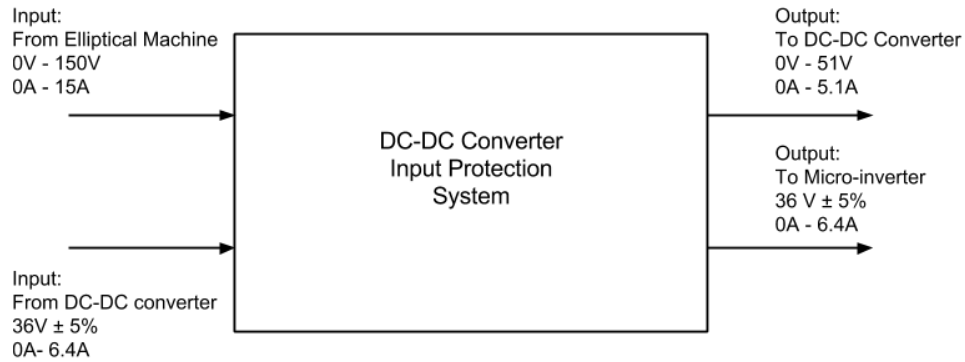 Input:
From Elliptical Machine
0V - 150V
0A - 15A
Output:
To DC-DC Converter
0V - 51V
0A - 5.1A
DC-DC Converter
Input Protection
System
Output:
To Micro-inverter
36 V ± 5%
0A - 6.4A
Input:
From DC-DC converter
36V ± 5%
0A- 6.4A